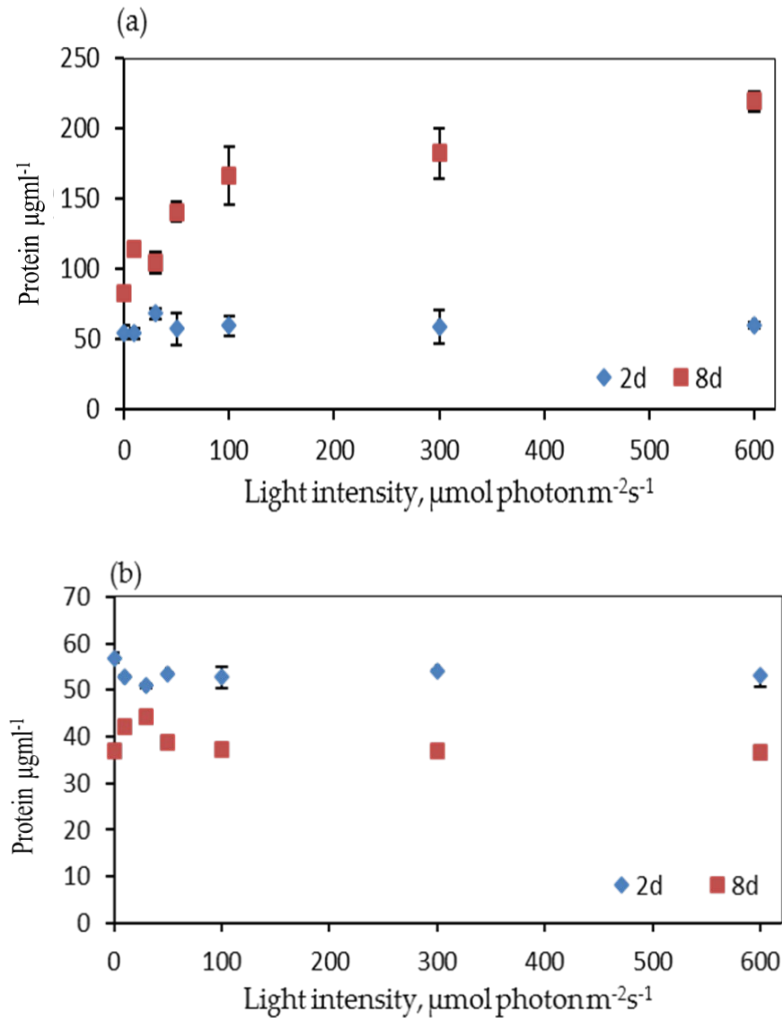 (a)
250
200
150
100
50
0
Protein µgml-1
2d 8d
0 100 200 300 400 500 600
Light intensity, µmol photon m-2s-1
(b)
70
60
50
40
30
20
10
0
Protein µgml-1
2d 8d
0 100 200 300 400 500 600
Light intensity, µmol photon m-2s-1